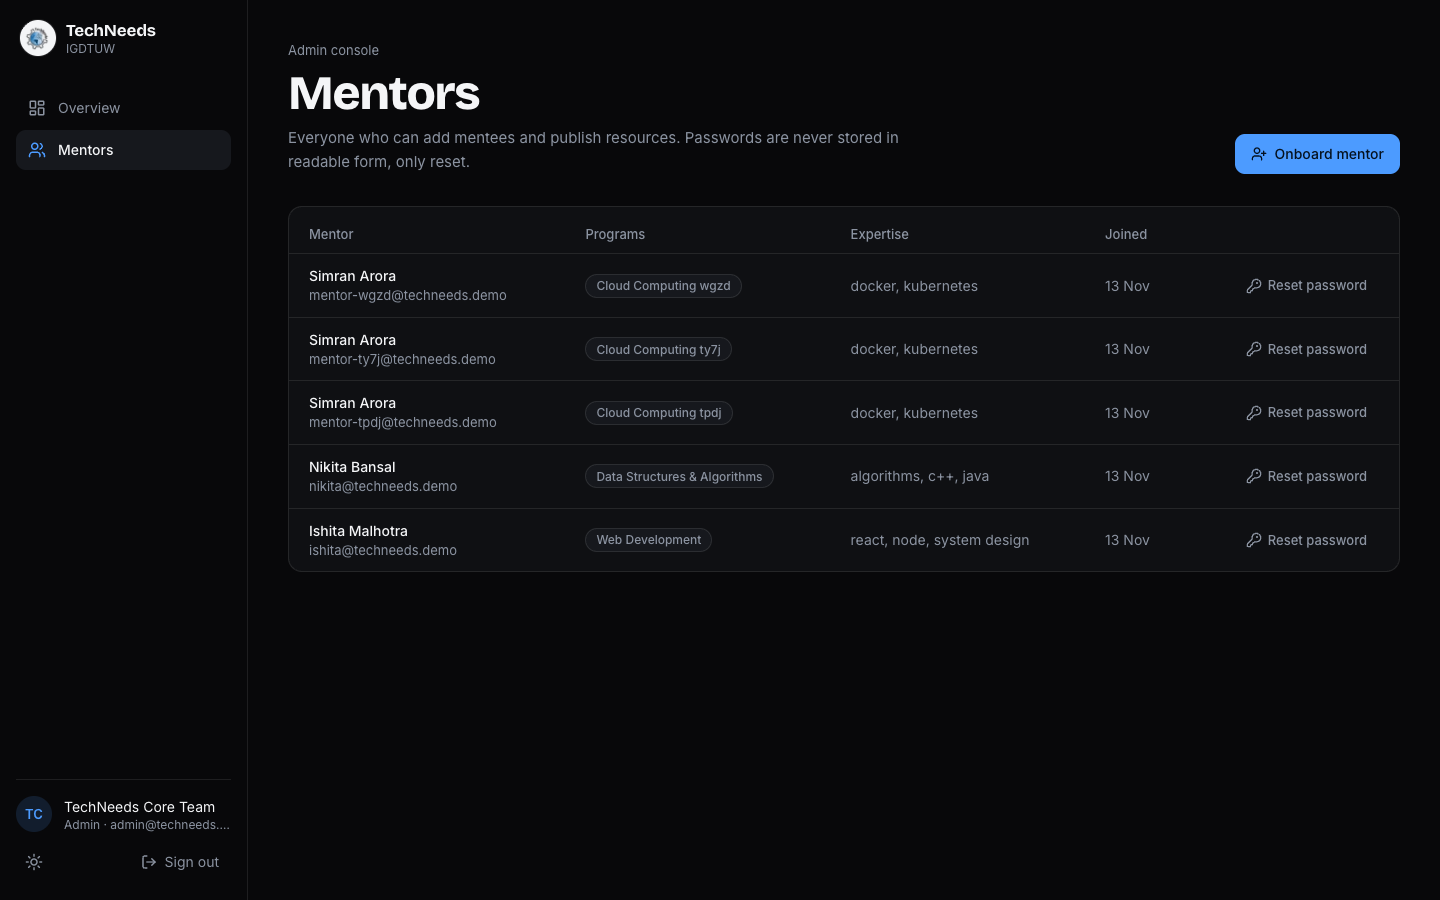 TechNeeds
IGDTUW
Overview
Mentors
TechNeeds Core Team
Admin · admin@techneeds....
Sign out
Admin console
Mentors
Everyone who can add mentees and publish resources. Passwords are never stored in
readable form, only reset.
Onboard mentor
Mentor Programs Expertise Joined
Simran Arora
mentor-wgzd@techneeds.demo
Cloud Computing wgzd
docker, kubernetes
13 Nov
Reset password
Simran Arora
mentor-ty7j@techneeds.demo
Cloud Computing ty7j
docker, kubernetes
13 Nov
Reset password
Simran Arora
mentor-tpdj@techneeds.demo
Cloud Computing tpdj
docker, kubernetes
13 Nov
Reset password
Nikita Bansal
nikita@techneeds.demo
Data Structures & Algorithms
algorithms, c++, java
13 Nov
Reset password
Ishita Malhotra
ishita@techneeds.demo
Web Development
react, node, system design
13 Nov
Reset password
TC